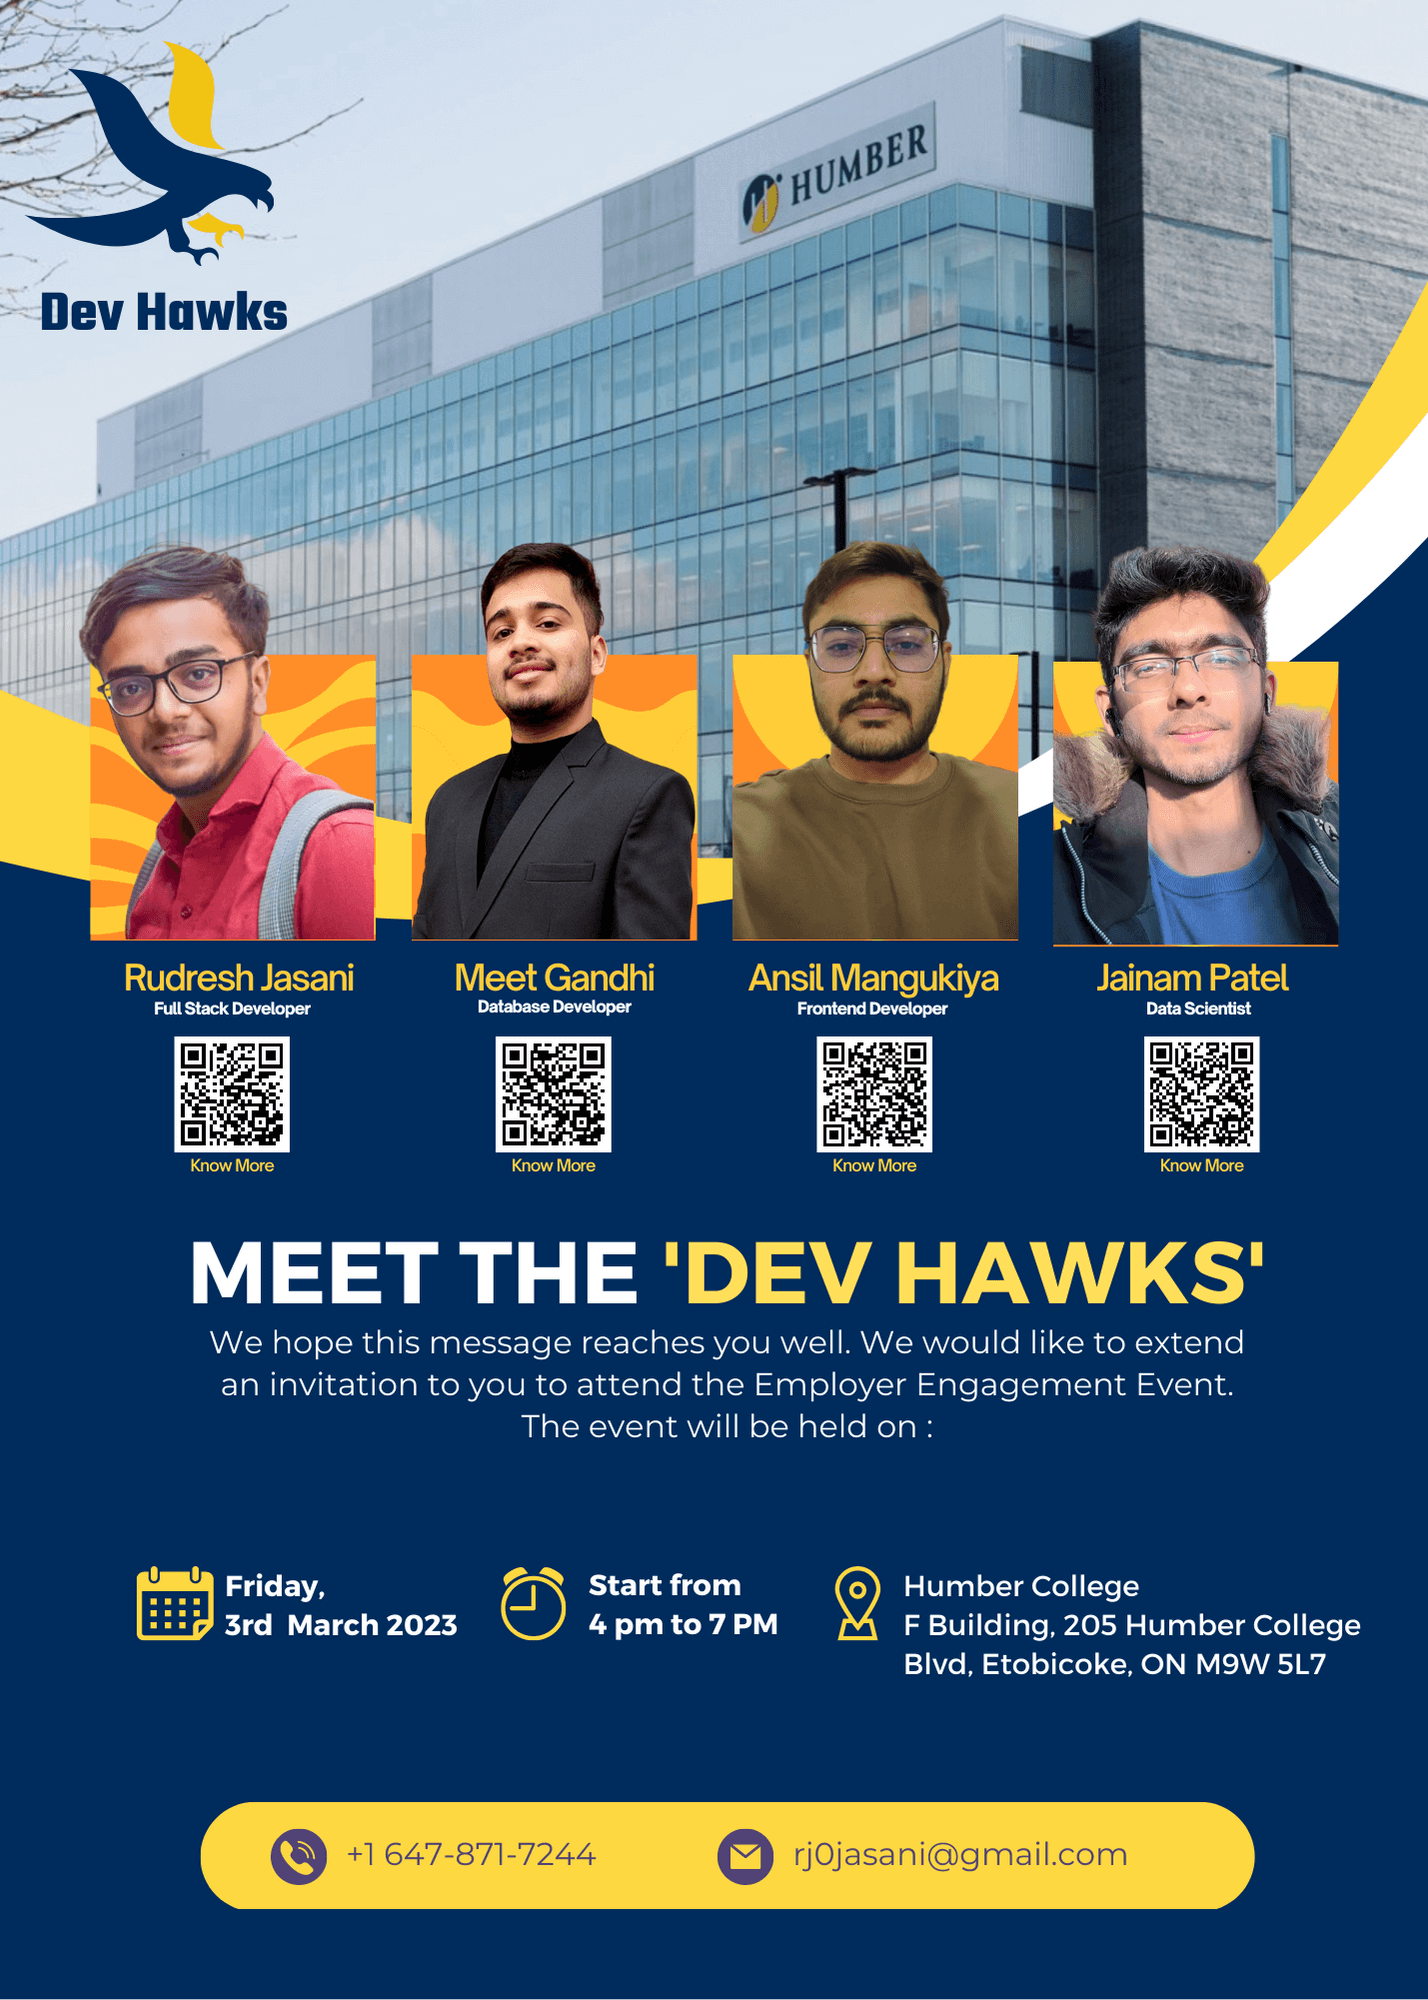 HUMBER
Dev Hawks
Rudresh Jasani
Full Stack Developer
Know More
Meet Gandhi
Database Developer
Know More
Ansil Mangukiya
Frontend Developer
Know More
Jainam Patel
Data Scientist
Know More
MEET THE 'DEV HAWKS'
We hope this message reaches you well. We would like to extend
an invitation to you to attend the Employer Engagement Event.
The event will be held on :
Friday,
3rd March 2023
Start from
4 pm to 7 PM
Humber College
F Building, 205 Humber College
Blvd, Etobicoke, ON M9W 5L7
+1 647-871-7244
rj0jasani@gmail.com